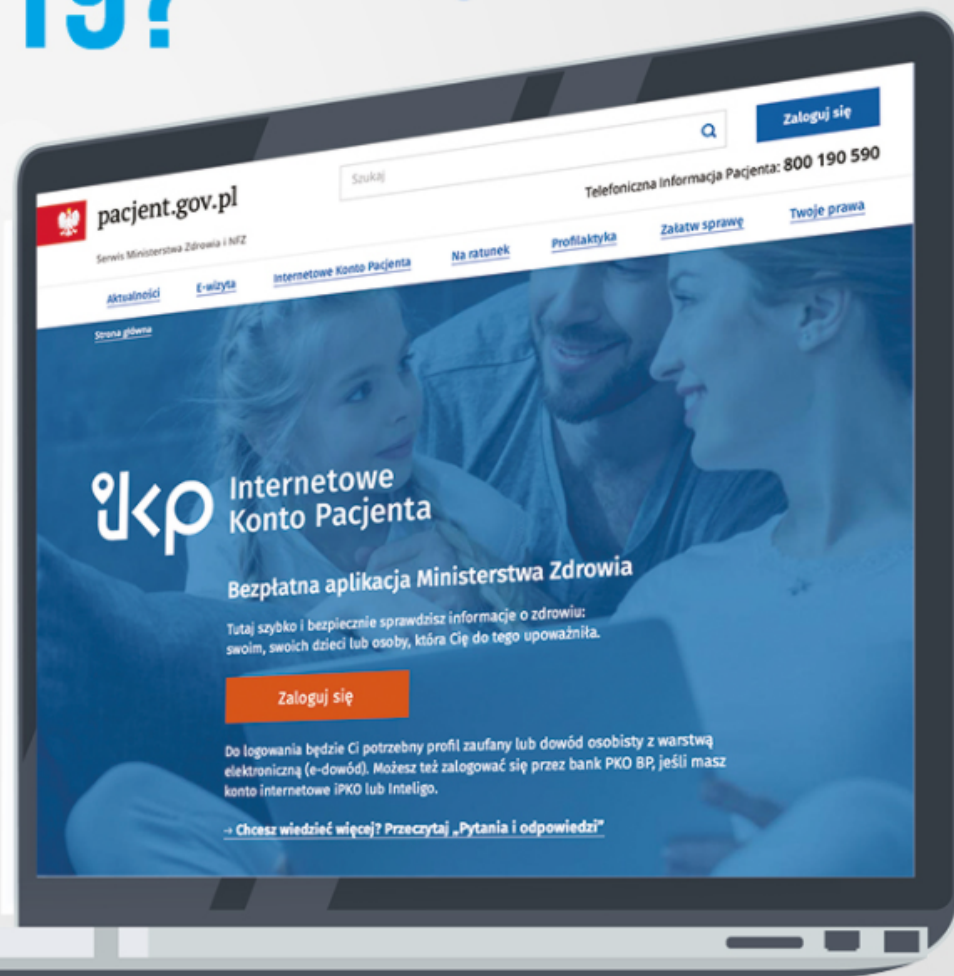 19?
Zaloguj się
Szukaj
pacjent.gov.pl
Telefoniczna Informacja Pacjenta: 800 190 590
Serwis Ministerstwa Zdrowia i NFZ
Aktualności E-wizyta Internetowe Konto Pacjenta Na ratunek Profilaktyka Załatw sprawę Twoje prawa
Strona główna
ikp Internetowe
Konto Pacjenta
Bezpłatna aplikacja Ministerstwa Zdrowia
Tutaj szybko i bezpiecznie sprawdzisz informacje o zdrowiu:
swoim, swoich dzieci lub osoby, która Cię do tego upoważniła.
Zaloguj się
Do logowania będzie Ci potrzebny profil zaufany lub dowód osobisty z warstwą
elektroniczną (e-dowód). Możesz też zalogować się przez bank PKO BP, jeśli masz
konto internetowe iPKO lub Inteligo.
→ Chcesz wiedzieć więcej? Przeczytaj „Pytania i odpowiedzi”